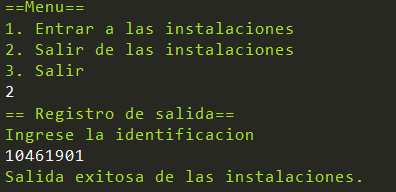 ==Menu==
1. Entrar a las instalaciones
2. Salir de las instalaciones
3. Salir
2
== Registro de salida==
Ingrese la identificacion
10461901
Salida exitosa de las instalaciones.